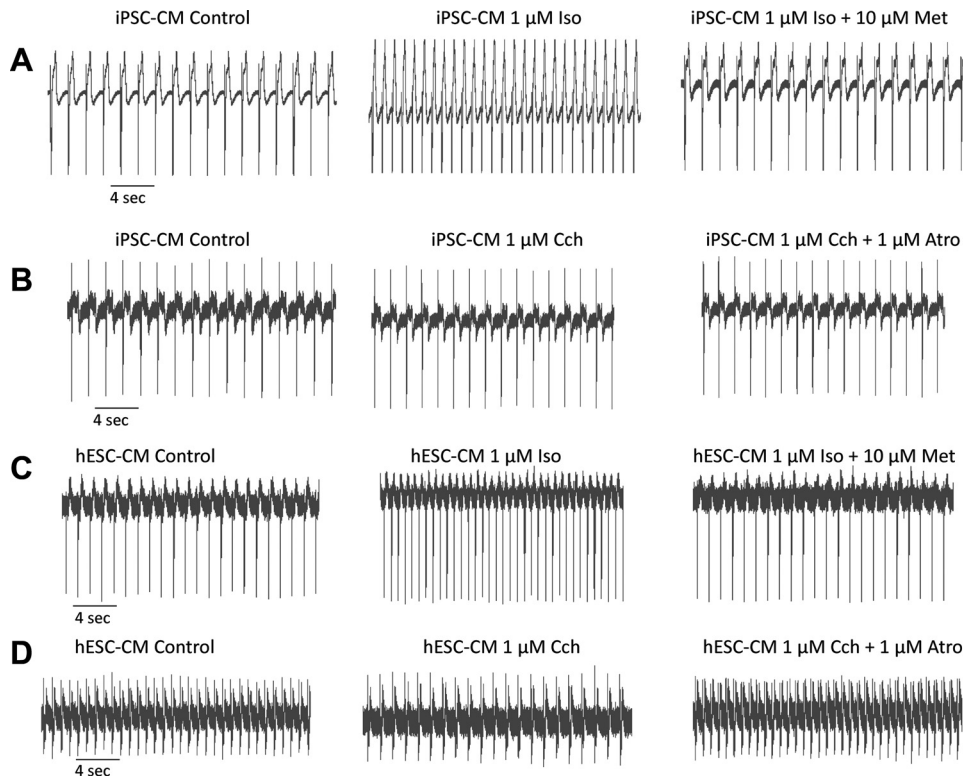 iPSC-CM Control iPSC-CM 1 µM Iso iPSC-CM 1 µM Iso + 10 µM Met
A
4 sec
iPSC-CM Control iPSC-CM 1 µM Cch iPSC-CM 1 µM Cch + 1 µM Atro
B
4 sec
hESC-CM Control hESC-CM 1 µM Iso hESC-CM 1 µM Iso + 10 µM Met
C
4 sec
hESC-CM Control hESC-CM 1 µM Cch hESC-CM 1 µM Cch + 1 µM Atro
D
4 sec